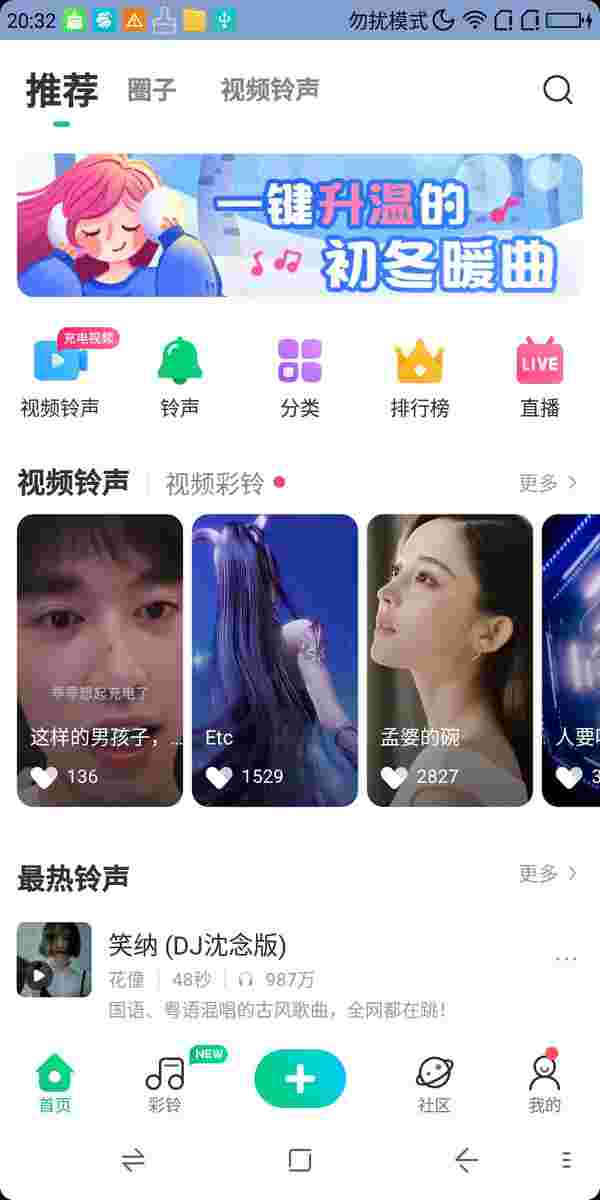 20:32 勿扰模式
推荐 圈子 视频铃声
一键升温的
初冬暖曲
充电视频
LIVE
视频铃声 铃声 分类 排行榜 直播
视频铃声 视频彩铃 更多
乖乖想起充电了
这样的男孩子，... Etc 孟婆的碗
136 1529 2827
最热铃声 更多
笑纳 (DJ沈念版)
花僮 48秒 987万
国语、粤语混唱的古风歌曲，全网都在跳！
NEW
首页 彩铃 社区 我的